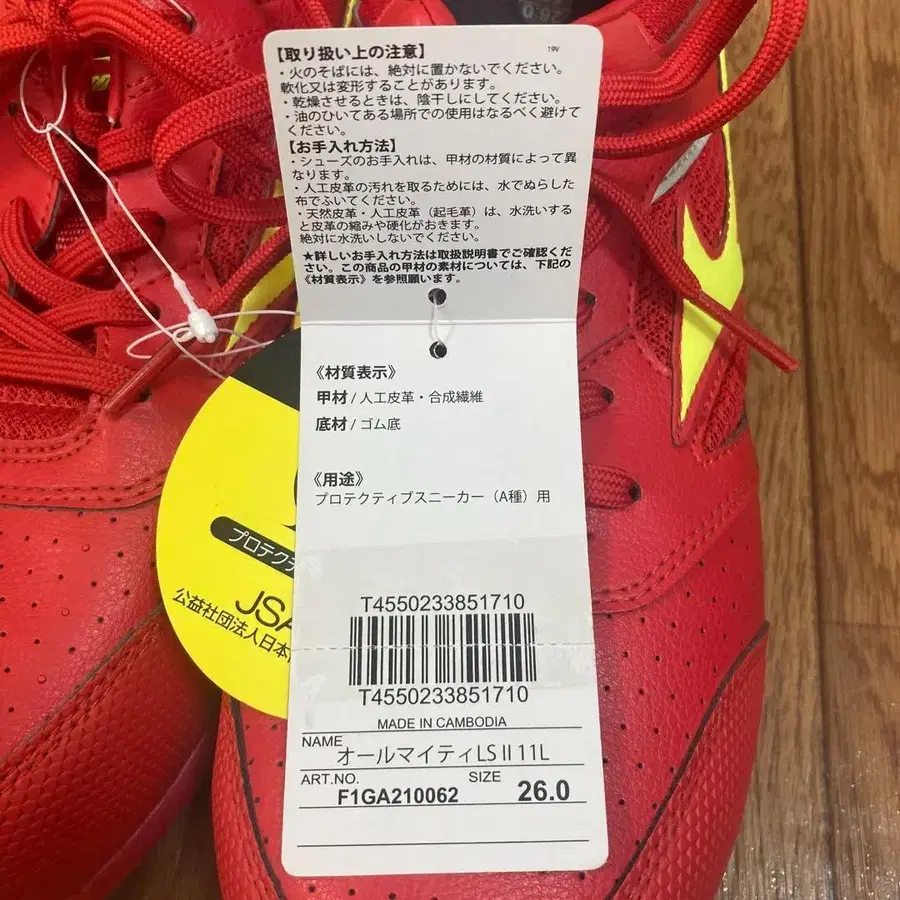 【取り扱い上の注意】
19V
・火のそばには、絶対に置かないでください。
軟化又は変形することがあります。
・乾燥させるときは、陰干しにしてください。
・油のひいてある場所での使用はなるべく避けて
ください。
【お手入れ方法】
・シューズのお手入れは、甲材の材質によって異
なります。
・人工皮革の汚れを取るためには、水でぬらした
布でふいてください。
・天然皮革・人工皮革（起毛革）は、水洗いする
と皮革の縮みや硬化がおきます。
絶対に水洗いしないでください。
★詳しいお手入れ方法は取扱説明書でご確認くだ
さい。この商品の甲材の素材については、下記の
《材質表示》を参照願います。
《材質表示》
甲材 / 人工皮革・合成繊維
底材 / ゴム底
《用途》
プロテクティブスニーカー（A種）用
プロテクテ
JSA
公益社団法人日本
T4550233851710
T4550233851710
MADE IN CAMBODIA
NAME
オールマイティLSⅡ11L
ART.NO.
SIZE
F1GA210062
26.0